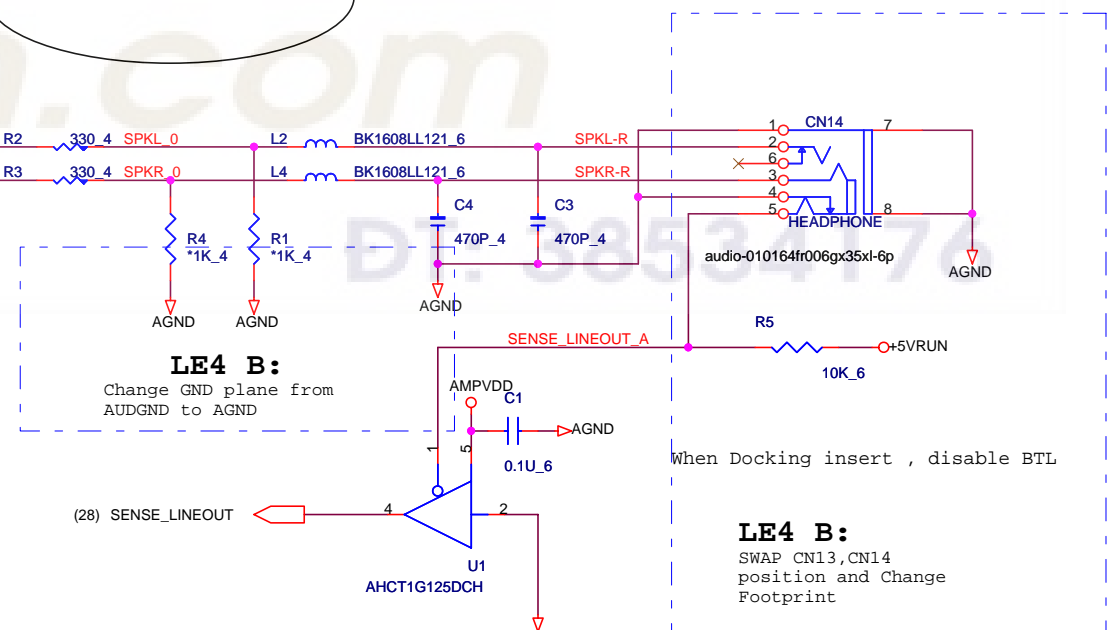 n.com
R2 330_4 SPKL_0 L2 BK1608LL121_6 SPKL-R
R3 330_4 SPKR_0 L4 BK1608LL121_6 SPKR-R
1 CN14 7
2
6
3
4
5 8
HEADPHONE
audio-010164fr006gx35xl-6p
AGND
R4
*1K_4
R1
*1K_4
C4
470P_4
C3
470P_4
ĐT: 38534176
AGND
AGND
AGND
SENSE_LINEOUT_A
R5
+5VRUN
10K_6
LE4 B:
Change GND plane from
AUDGND to AGND
AMPVDD
C1
AGND
0.1U_6
1
5
When Docking insert , disable BTL
(28) SENSE_LINEOUT
4
2
U1
AHCT1G125DCH
LE4 B:
SWAP CN13,CN14
position and Change
Footprint